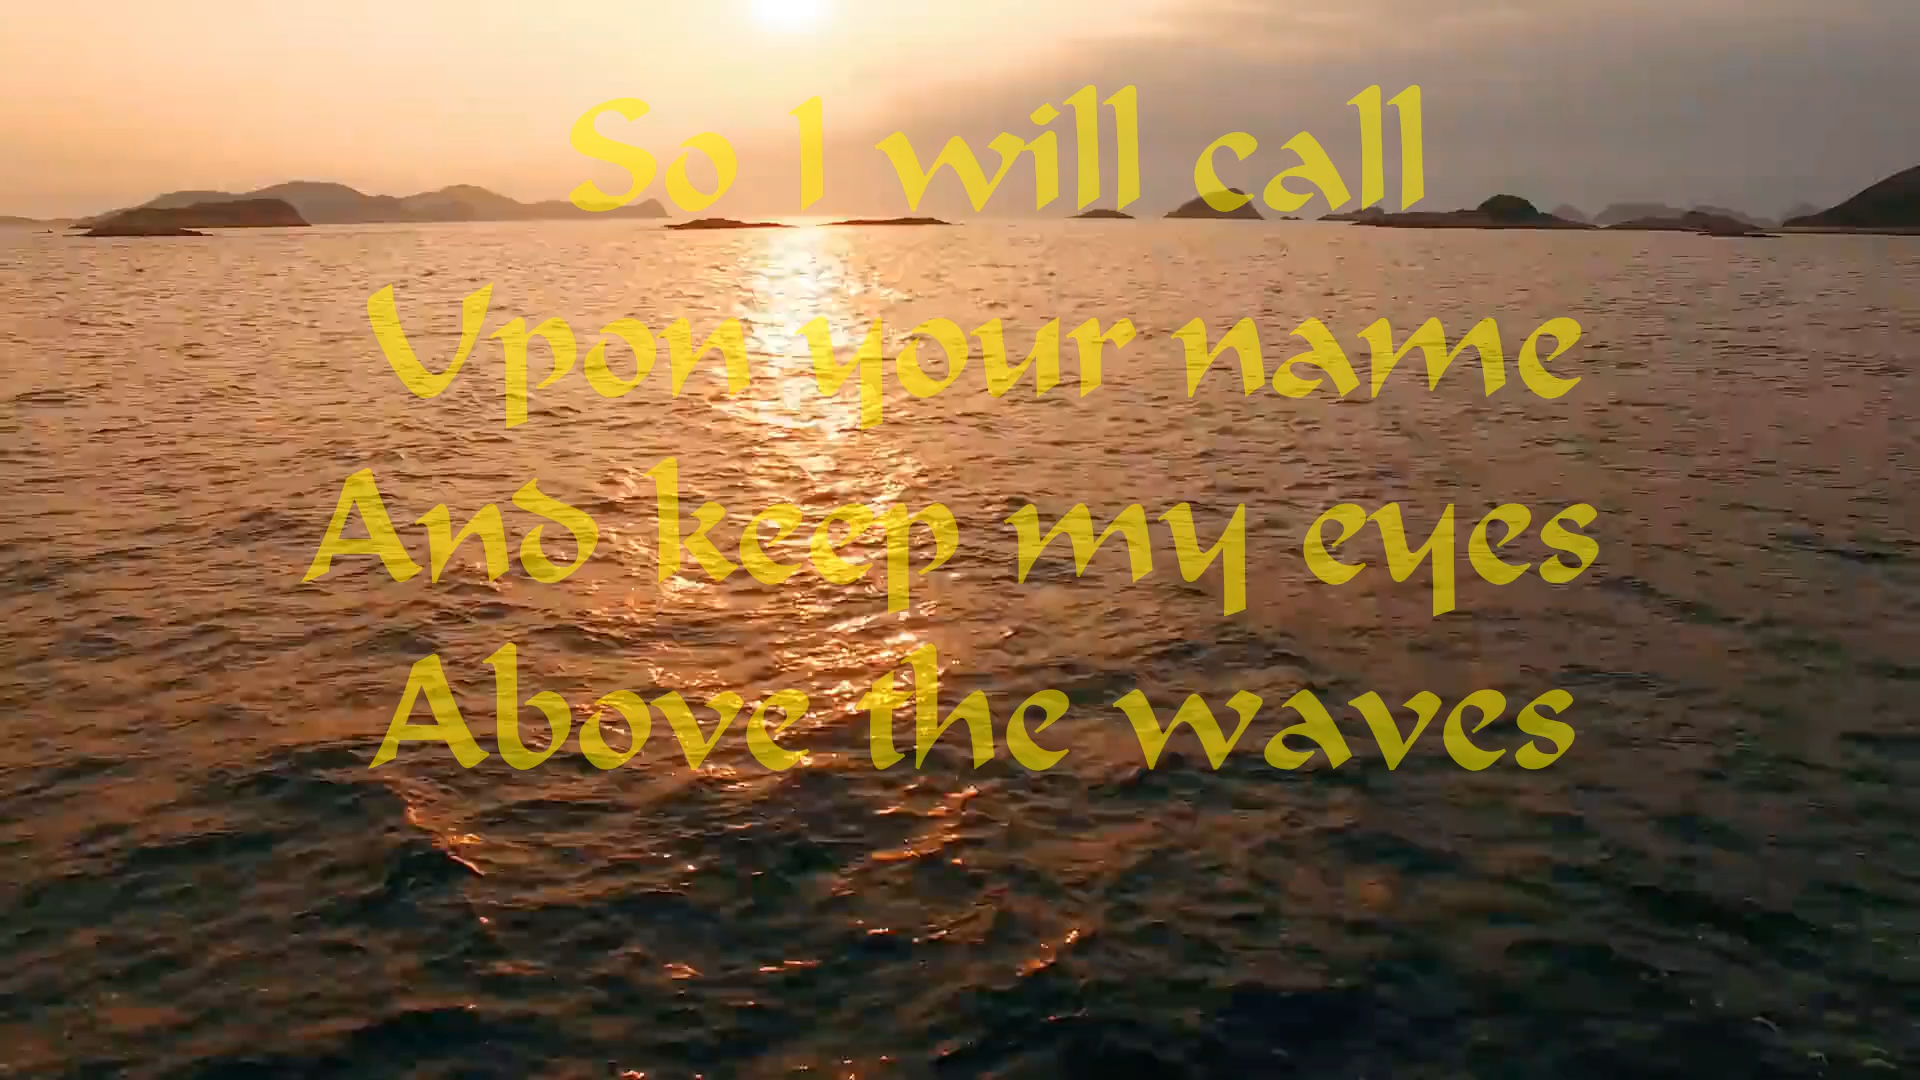 So I will call
Upon your name
And keep my eyes
Above the waves